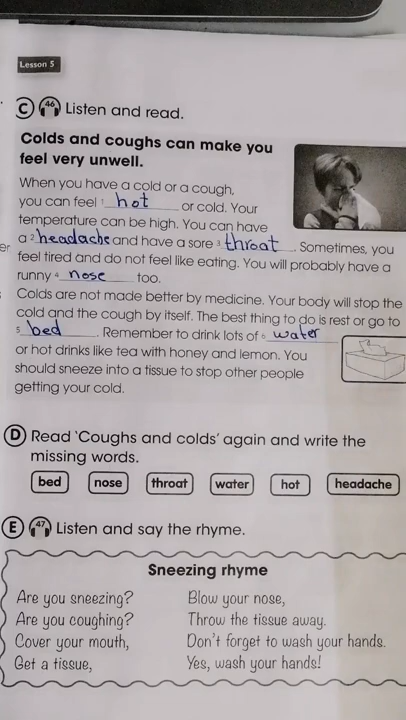 Lesson 5
C 46 Listen and read.
Colds and coughs can make you
feel very unwell.
When you have a cold or a cough,
you can feel 1 hot or cold. Your
temperature can be high. You can have
a 2 headache and have a sore 3 throat. Sometimes, you
feel tired and do not feel like eating. You will probably have a
runny 4 nose too.
Colds are not made better by medicine. Your body will stop the
cold and the cough by itself. The best thing to do is rest or go to
5 bed. Remember to drink lots of 6 water
or hot drinks like tea with honey and lemon. You
should sneeze into a tissue to stop other people
getting your cold.
D Read 'Coughs and colds' again and write the
missing words.
bed nose throat water hot headache
E 47 Listen and say the rhyme.
Sneezing rhyme
Are you sneezing?
Are you coughing?
Cover your mouth,
Get a tissue,
Blow your nose,
Throw the tissue away.
Don't forget to wash your hands.
Yes, wash your hands!